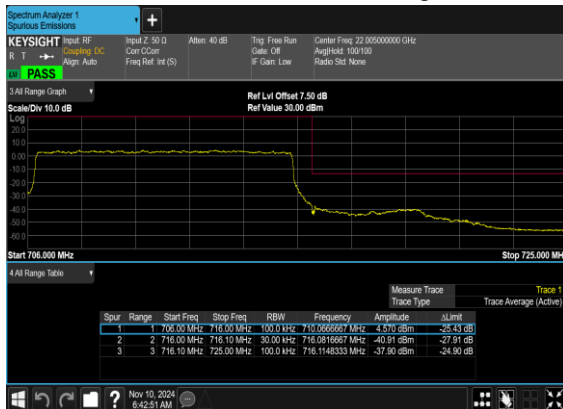 Spectrum Analyzer 1
Spurious Emissions
KEYSIGHT Input: RF Input Z: 50 Ω Atten: 40 dB Trig: Free Run Center Freq: 22.005000000 GHz
R T Coupling: DC Corr CCorr Gate: Off Avg|Hold: 100/100
Align: Auto Freq Ref: Int (S) IF Gain: Low Radio Std: None
PASS
3 All Range Graph
Scale/Div 10.0 dB Ref Lvl Offset 7.50 dB
Ref Value 30.00 dBm
Log
20.0
10.0
0.00
-10.0
-20.0
-30.0
-40.0
-50.0
-60.0
Start 706.000 MHz Stop 725.000 MH
4 All Range Table
Measure Trace Trace 1
Trace Type Trace Average (Active)
Spur Range Start Freq Stop Freq RBW Frequency Amplitude ΔLimit
1 1 706.00 MHz 716.00 MHz 100.0 kHz 710.0666667 MHz 4.570 dBm -25.43 dB
2 2 716.00 MHz 716.10 MHz 30.00 kHz 716.0816667 MHz -40.91 dBm -27.91 dB
3 3 716.10 MHz 725.00 MHz 100.0 kHz 716.1148333 MHz -37.90 dBm -24.90 dB
? Nov 10, 2024
6:42:51 AM